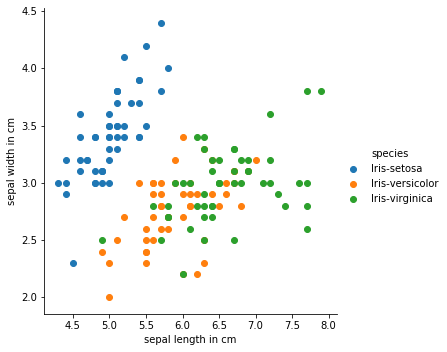 4.5
4.0
3.5
3.0
2.5
2.0
sepal width in cm
4.5 5.0 5.5 6.0 6.5 7.0 7.5 8.0
sepal length in cm
species
Iris-setosa
Iris-versicolor
Iris-virginica